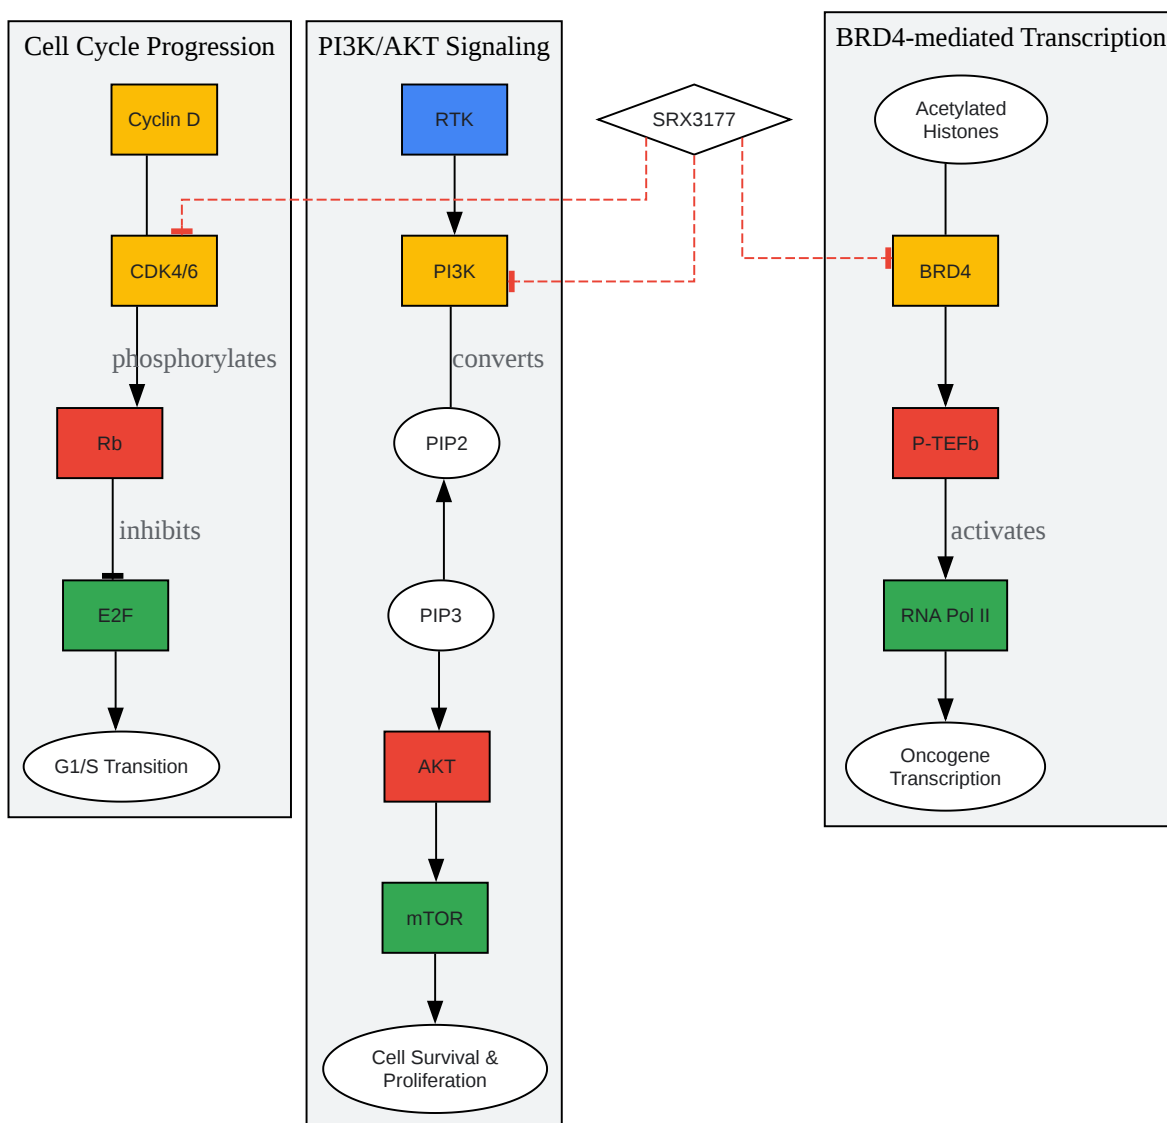 Cell Cycle Progression
Cyclin D
CDK4/6
phosphorylates
Rb
inhibits
E2F
G1/S Transition
PI3K/AKT Signaling
RTK
PI3K
converts
PIP2
PIP3
AKT
mTOR
Cell Survival &
Proliferation
SRX3177
BRD4-mediated Transcription
Acetylated
Histones
BRD4
P-TEFb
activates
RNA Pol II
Oncogene
Transcription